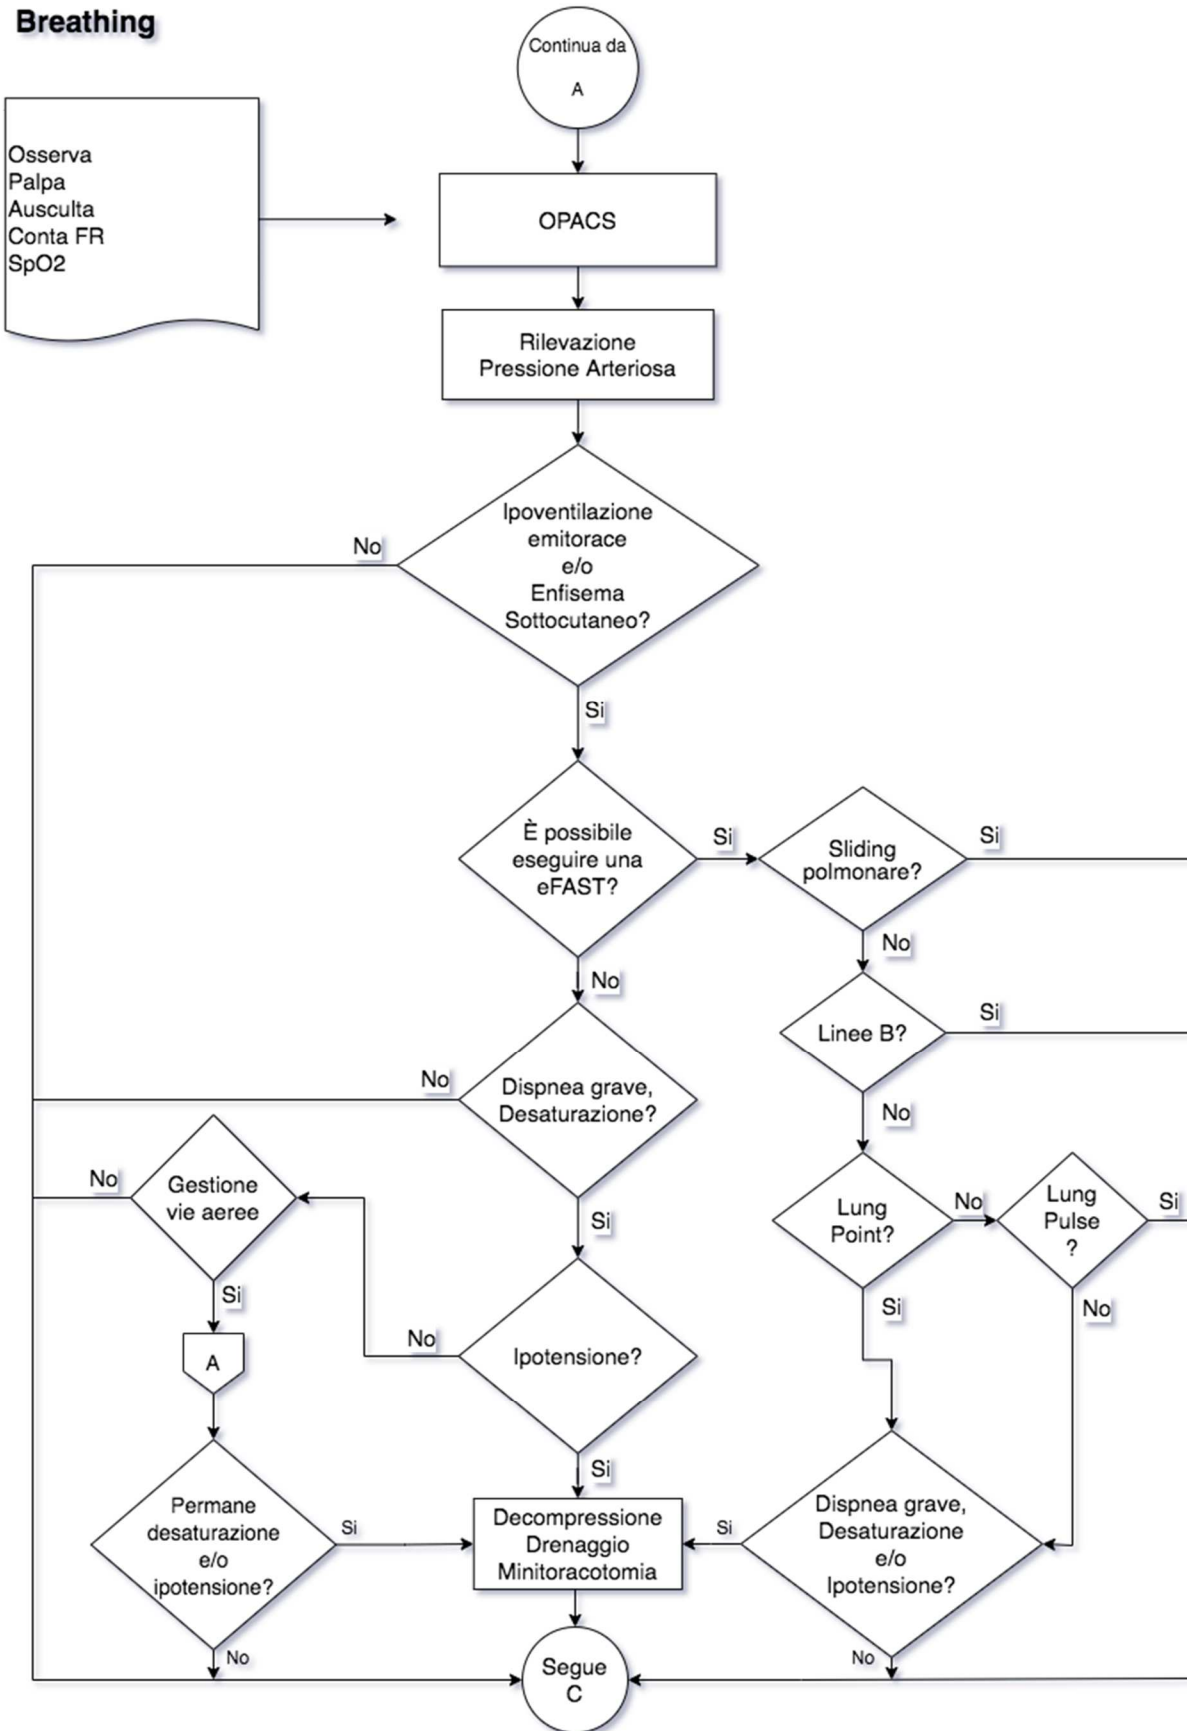 Breathing
Continua da
A
Osserva
Palpa
Ausculta
Conta FR
SpO2
OPACS
Rilevazione
Pressione Arteriosa
Ipoventilazione
emitorace
e/o
Enfisema
Sottocutaneo?
No
Si
È possibile
eseguire una
eFAST?
Si
Sliding
polmonare?
Si
No
No
Linee B?
Si
Dispnea grave,
Desaturazione?
No
No
Gestione
vie aeree
No
Si
Lung
Point?
No
Lung
Pulse
?
Si
Si
Si
No
A
Ipotensione?
No
Si
Permane
desaturazione
e/o
ipotensione?
Si
Decompressione
Drenaggio
Minitoracotomia
Si
Dispnea grave,
Desaturazione
e/o
Ipotensione?
No
No
Segue
C